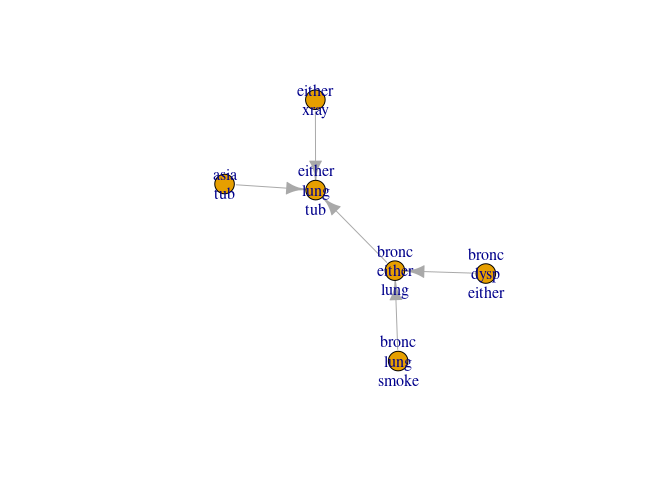 either
xray
asia
tub
either
lung
tub
bronc
either
lung
bronc
dysp
either
bronc
lung
smoke